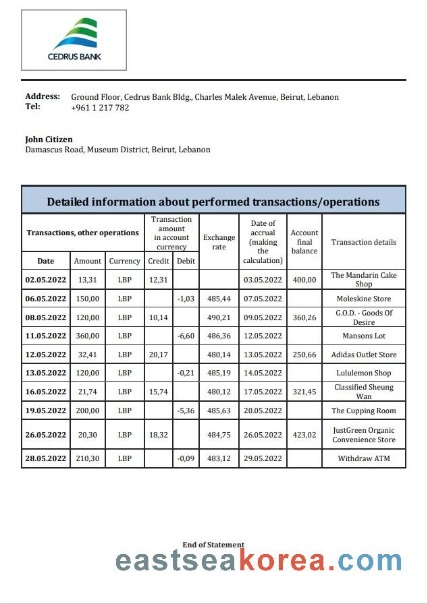 CEDRUS BANK
Address: Ground Floor, Cedrus Bank Bldg., Charles Malek Avenue, Beirut, Lebanon
Tel: +961 1 217 782
John Citizen
Damascus Road, Museum District, Beirut, Lebanon
Detailed information about performed transactions/operations
Transactions, other operations
Transaction
amount
in account
currency
Exchange
rate
Date of
accrual
(making
the
calculation)
Account
final
balance
Transaction details
Date Amount Currency Credit Debit
02.05.2022 13,31 LBP 12,31 03.05.2022 400,00 The Mandarin Cake
Shop
06.05.2022 150,00 LBP -1,03 485,44 07.05.2022 Moleskine Store
08.05.2022 120,00 LBP 10,14 490,21 09.05.2022 360,26 G.O.D. - Goods Of
Desire
11.05.2022 360,00 LBP -6,60 486,36 12.05.2022 Mansons Lot
12.05.2022 32,41 LBP 20,17 480,14 13.05.2022 250,66 Adidas Outlet Store
13.05.2022 120,00 LBP -0,21 485,19 14.05.2022 Lululemon Shop
16.05.2022 21,74 LBP 15,74 480,12 17.05.2022 321,45 Classified Sheung
Wan
19.05.2022 200,00 LBP -5,36 485,63 20.05.2022 The Cupping Room
26.05.2022 20,30 LBP 18,32 484,75 26.05.2022 423,02 JustGreen Organic
Convenience Store
28.05.2022 210,30 LBP -0,09 483,12 29.05.2022 Withdraw ATM
End of Statement
eastseakorea.com